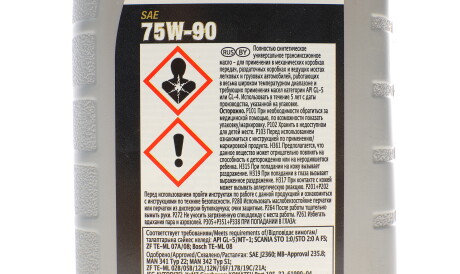 SAE
75W-90
RUS BY Полностью синтетическое
универсальное трансмиссионное
масло – для применения в механических коробках
передач, раздаточных коробках и ведущих мостах
легковых и грузовых автомобилей, работающих
в весьма широком температурном диапазоне и
требующих применения масел категории API GL-5
или GL-4. Использовать в течение 5 лет с даты
производства, указанной на упаковке.
Осторожно. P101 При необходимости обратиться за
медицинской помощью, по возможности показать
упаковку/маркировку. P102 Хранить в недоступном
для детей месте. P103 Перед использованием
ознакомиться с инструкцией по применению/
маркировкой продукта. H361 Предполагается, что
данное вещество может отрицательно повлиять на
способность к деторождению или на неродившегося
ребенка. H315 При попадании на кожу вызывает
раздражение. H319 При попадании в глаза вызывает
выраженное раздражение. H317 При контакте с кожей
может вызывать аллергическую реакцию. P201+P202
Перед применением пройти инструктаж по работе с данной продукцией и ознакомиться
с инструкциями по технике безопасности. P280 Использовать маслобензостойкие перчатки
или перчатки из дисперсии бутилкаучука; очки защитные. P264 После работы тщательно
вымыть руки. P272 Не уносить загрязненную спецодежду с места работы. P261 Избегать
вдыхания пара и аэрозолей. P305+P351+P338 ПРИ ПОПАДАНИИ В ГЛАЗА:
Соответствует требованиям/Meets requirements of/Відповідає вимогам/
талаптарына сәйкес келеді: API GL-5/MT-1; SCANIA STO 1:0/STO 2:0 A FS;
ZF TE-ML 07A/08; Bosch TE-ML 08
Одобрено/Approved/Схвалено/Расталған: SAE J2360; MB-Approval 235.8;
MAN 341 Typ Z2; MAN 342 Typ S1;
ZF TE-ML 02B/05B/12L/12N/16F/17B/19C/21A;